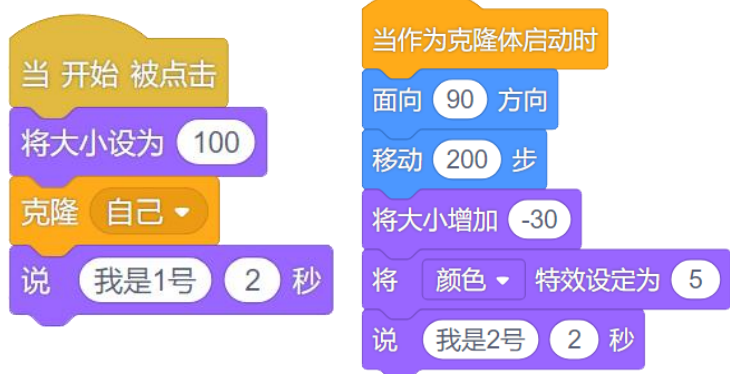 当 开始 被点击
将大小设为 100
克隆 自己
说 我是1号 2 秒
当作为克隆体启动时
面向 90 方向
移动 200 步
将大小增加 -30
将 颜色 特效设定为 5
说 我是2号 2 秒